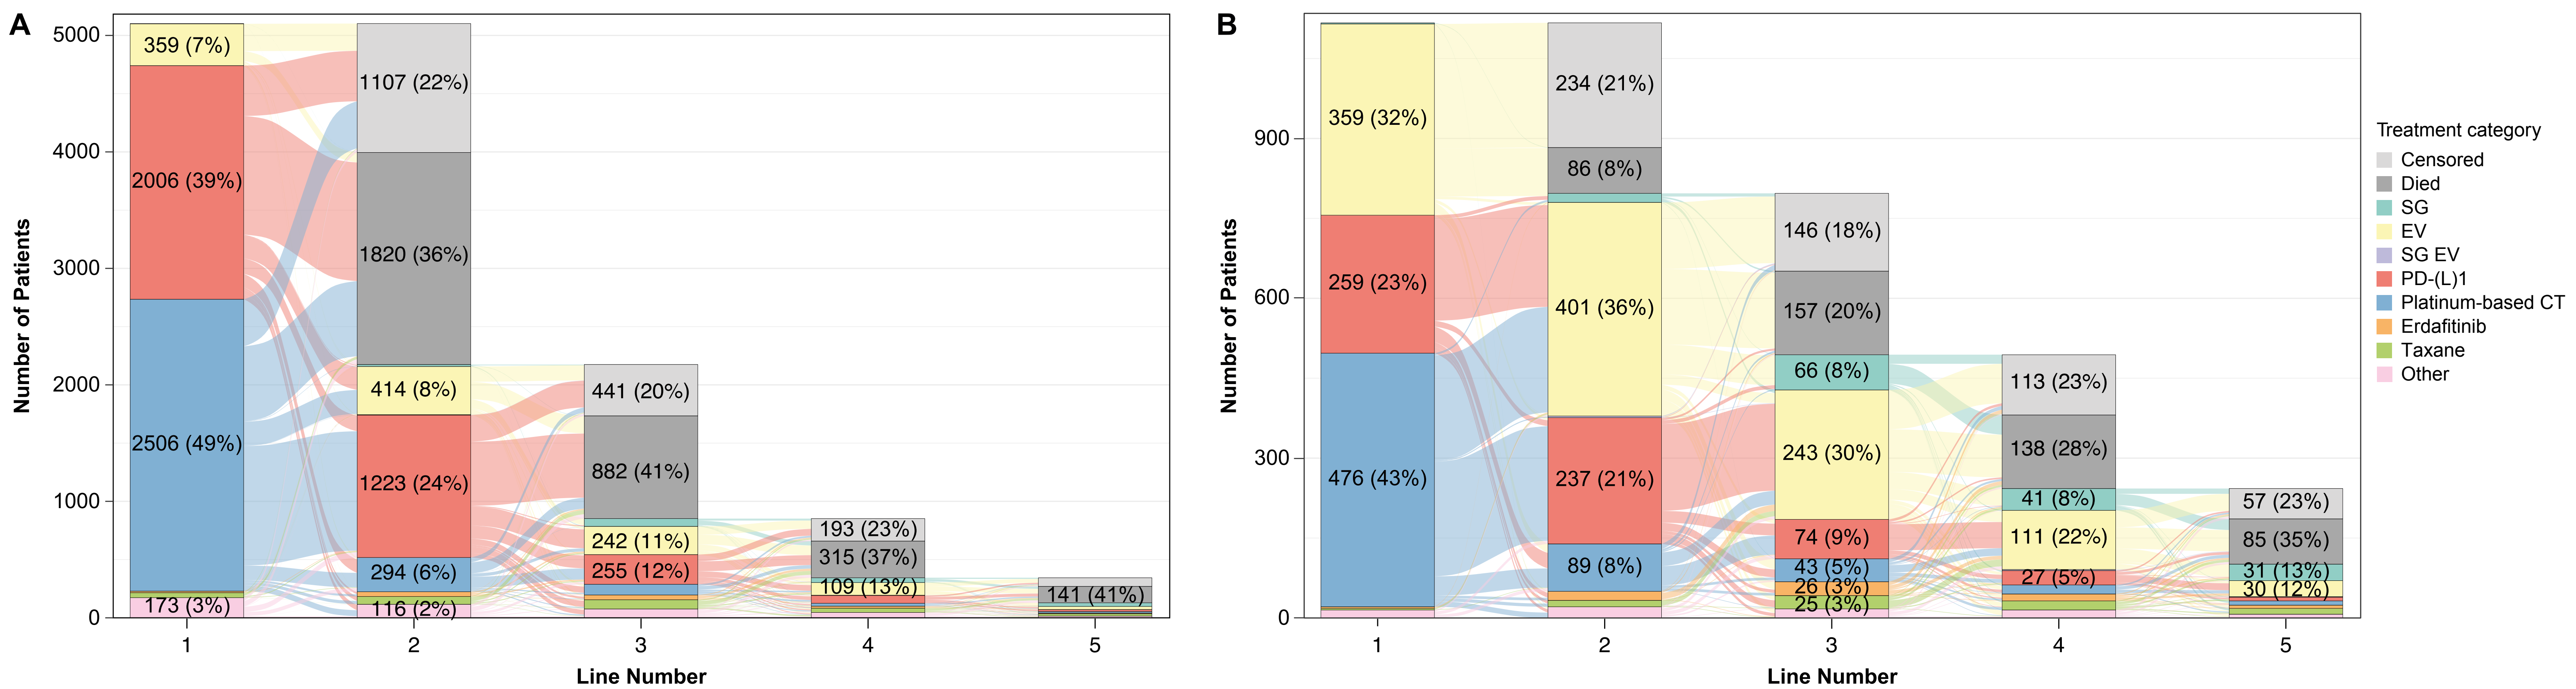 A
Number of Patients
5000
4000
3000
2000
1000
0
359 (7%)
2006 (39%)
2506 (49%)
173 (3%)
1107 (22%)
1820 (36%)
414 (8%)
1223 (24%)
294 (6%)
116 (2%)
441 (20%)
882 (41%)
242 (11%)
255 (12%)
193 (23%)
315 (37%)
109 (13%)
141 (41%)
1 2 3 4 5
Line Number
B
Number of Patients
900
600
300
0
359 (32%)
259 (23%)
476 (43%)
234 (21%)
86 (8%)
401 (36%)
237 (21%)
89 (8%)
146 (18%)
157 (20%)
66 (8%)
243 (30%)
74 (9%)
43 (5%)
26 (3%)
25 (3%)
113 (23%)
138 (28%)
41 (8%)
111 (22%)
27 (5%)
57 (23%)
85 (35%)
31 (13%)
30 (12%)
1 2 3 4 5
Line Number
Treatment category
Censored
Died
SG
EV
SG EV
PD-(L)1
Platinum-based CT
Erdafitinib
Taxane
Other